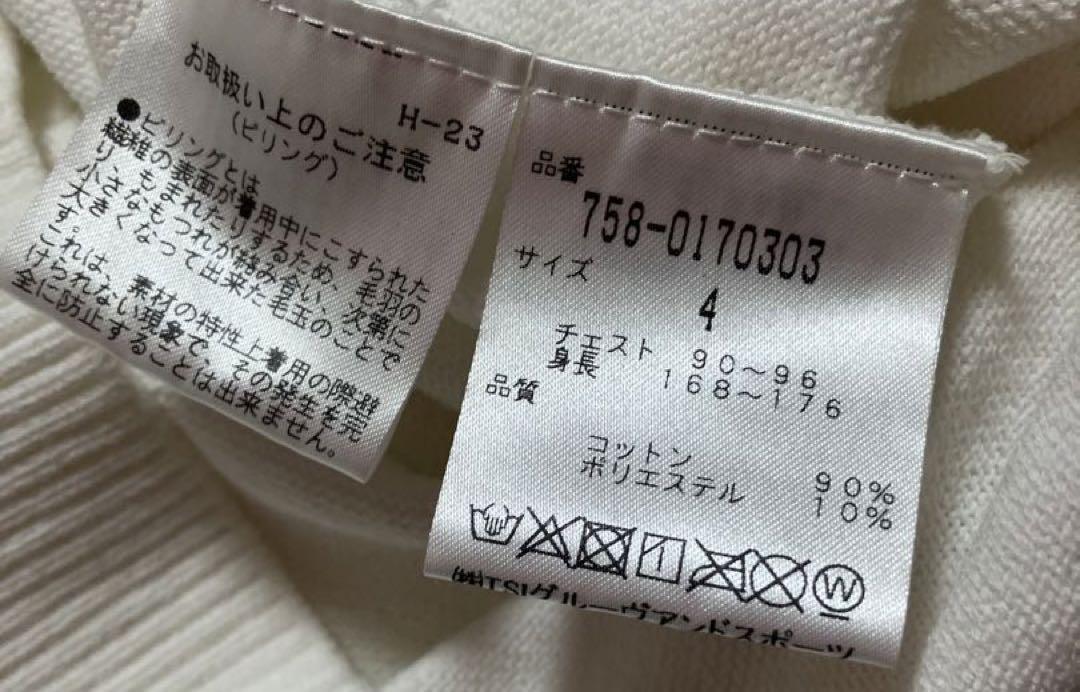 H-23
お取扱い上のご注意
(ピリング)
●ピリングとは
繊維の表面が着用中にこすられた
り、もまれたりするため、毛羽の
小さなもつれが絡み合い、次第に
大きくなって出来た毛玉のことで
す。
これは、素材の特性上着用の際避
けられない現象で、その発生を完
全に防止することは出来ません。
品番
758-0170303
サイズ
4
チェスト 90～96
身長 168～176
品質
コットン 90%
ポリエステル 10%
W
㈱TSIグルーヴアンドスポーツ